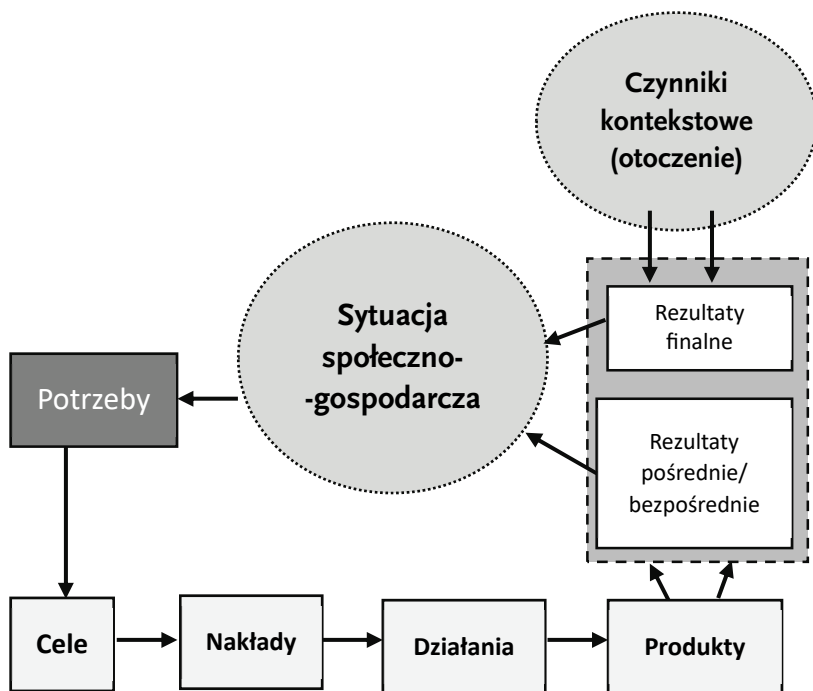 Czynniki
kontekstowe
(otoczenie)
Rezultaty
finalne
Sytuacja
społeczno-
-gospodarcza
Potrzeby
Rezultaty
pośrednie/
bezpośrednie
Cele
Nakłady
Działania
Produkty